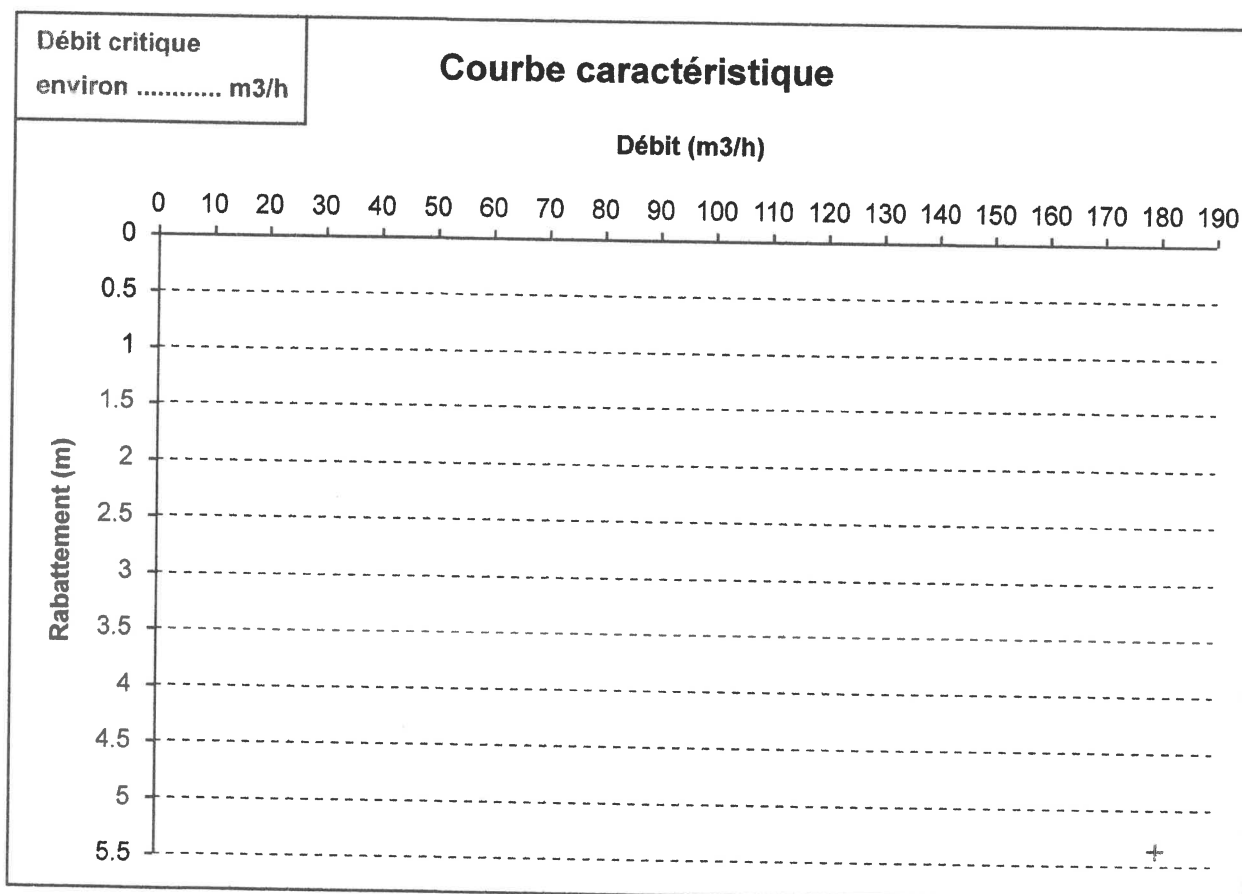 Débit critique
environ ............ m3/h
Courbe caractéristique
Débit (m3/h)
0 10 20 30 40 50 60 70 80 90 100 110 120 130 140 150 160 170 180 190
0
0.5
1
1.5
2
2.5
3
3.5
4
4.5
5
5.5
Rabattement (m)